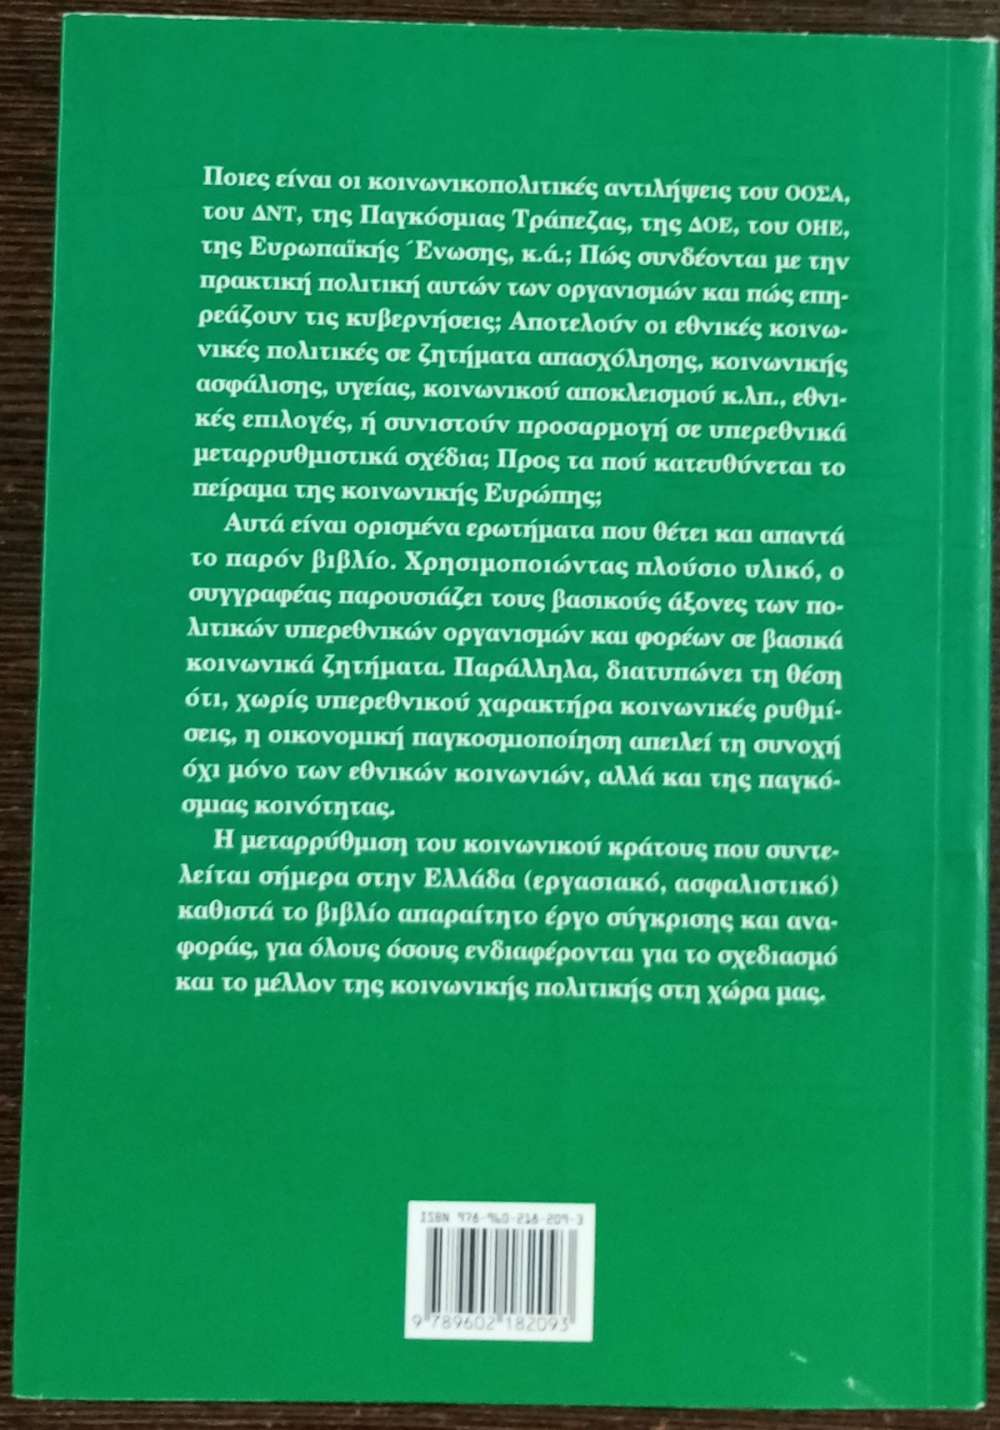 Ποιες είναι οι κοινωνικοπολιτικές αντιλήψεις του ΟΟΣΑ,
του ΔΝΤ, της Παγκόσμιας Τράπεζας, της ΔΟΕ, του ΟΗΕ,
της Ευρωπαϊκής Ένωσης, κ.ά.; Πώς συνδέονται με την
πρακτική πολιτική αυτών των οργανισμών και πώς επη-
ρεάζουν τις κυβερνήσεις; Αποτελούν οι εθνικές κοινω-
νικές πολιτικές σε ζητήματα απασχόλησης, κοινωνικής
ασφάλισης, υγείας, κοινωνικού αποκλεισμού κ.λπ., εθνι-
κές επιλογές, ή συνιστούν προσαρμογή σε υπερεθνικά
μεταρρυθμιστικά σχέδια; Προς τα πού κατευθύνεται το
πείραμα της κοινωνικής Ευρώπης;
Αυτά είναι ορισμένα ερωτήματα που θέτει και απαντά
το παρόν βιβλίο. Χρησιμοποιώντας πλούσιο υλικό, ο
συγγραφέας παρουσιάζει τους βασικούς άξονες των πο-
λιτικών υπερεθνικών οργανισμών και φορέων σε βασικά
κοινωνικά ζητήματα. Παράλληλα, διατυπώνει τη θέση
ότι, χωρίς υπερεθνικού χαρακτήρα κοινωνικές ρυθμί-
σεις, η οικονομική παγκοσμιοποίηση απειλεί τη συνοχή
όχι μόνο των εθνικών κοινωνιών, αλλά και της παγκό-
σμιας κοινότητας.
Η μεταρρύθμιση του κοινωνικού κράτους που συντε-
λείται σήμερα στην Ελλάδα (εργασιακό, ασφαλιστικό)
καθιστά το βιβλίο απαραίτητο έργο σύγκρισης και ανα-
φοράς, για όλους όσους ενδιαφέρονται για το σχεδιασμό
και το μέλλον της κοινωνικής πολιτικής στη χώρα μας.
ISBN 978-960-218-209-3
9 789602 182093